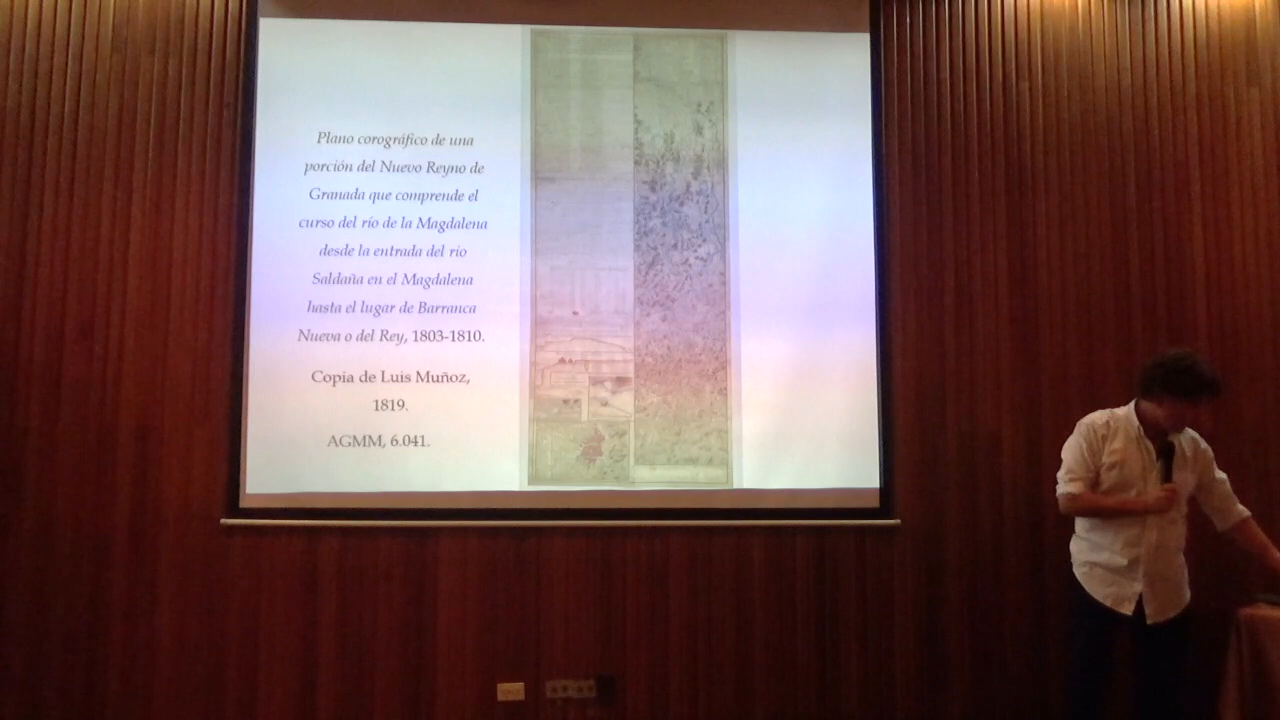 Plano corográfico de una
porción del Nuevo Reyno de
Granada que comprende el
curso del río de la Magdalena
desde la entrada del río
Saldaña en el Magdalena
hasta el lugar de Barranca
Nueva o del Rey, 1803-1810.
Copia de Luis Muñoz,
1819.
AGMM, 6.041.